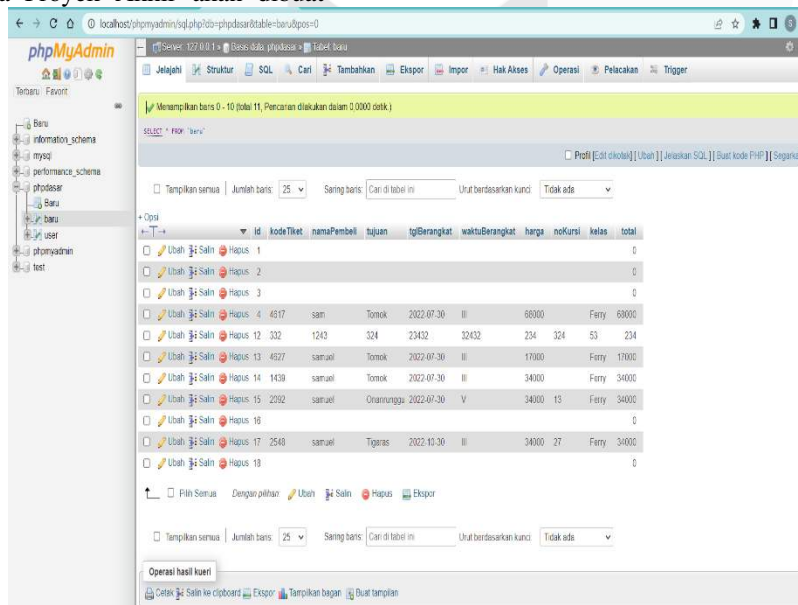 localhost/phpmyadmin/sql.php?db=phpdasar&table=baru&pos=0
phpMyAdmin
Terbaru Favorit
Baru
information_schema
mysql
performance_schema
phpdasar
Baru
baru
user
phpmyadmin
test
Server: 127.0.0.1 » Basis data: phpdasar » Tabel: baru
Jelajahi Struktur SQL Cari Tambahkan Ekspor Impor Hak Akses Operasi Pelacakan Trigger
Menampilkan baris 0 - 10 (total 11, Pencarian dilakukan dalam 0,0000 detik.)
SELECT * FROM `baru`
Profil [Edit dikotak] [ Ubah ] [ Jelaskan SQL ] [ Buat kode PHP ] [ Segarka
Tampilkan semua Jumlah baris: 25 Saring baris: Cari di tabel ini Urut berdasarkan kunci: Tidak ada
+ Opsi
id kodeTiket namaPembeli tujuan tglBerangkat waktuBerangkat harga noKursi kelas total
Ubah Salin Hapus 1 0
Ubah Salin Hapus 2 0
Ubah Salin Hapus 3 0
Ubah Salin Hapus 4 4617 sam Tomok 2022-07-30 III 68000 Ferry 68000
Ubah Salin Hapus 12 332 1243 324 23432 32432 234 324 53 234
Ubah Salin Hapus 13 4627 samuel Tomok 2022-07-30 III 17000 Ferry 17000
Ubah Salin Hapus 14 1439 samuel Tomok 2022-07-30 III 34000 Ferry 34000
Ubah Salin Hapus 15 2092 samuel Onanrunggu 2022-07-30 V 34000 13 Ferry 34000
Ubah Salin Hapus 16 0
Ubah Salin Hapus 17 2548 samuel Tigaras 2022-10-30 III 34000 27 Ferry 34000
Ubah Salin Hapus 18 0
Pilih Semua Dengan pilihan: Ubah Salin Hapus Ekspor
Tampilkan semua Jumlah baris: 25 Saring baris: Cari di tabel ini Urut berdasarkan kunci: Tidak ada
Operasi hasil kueri
Cetak Salin ke clipboard Ekspor Tampilkan bagan Buat tampilan